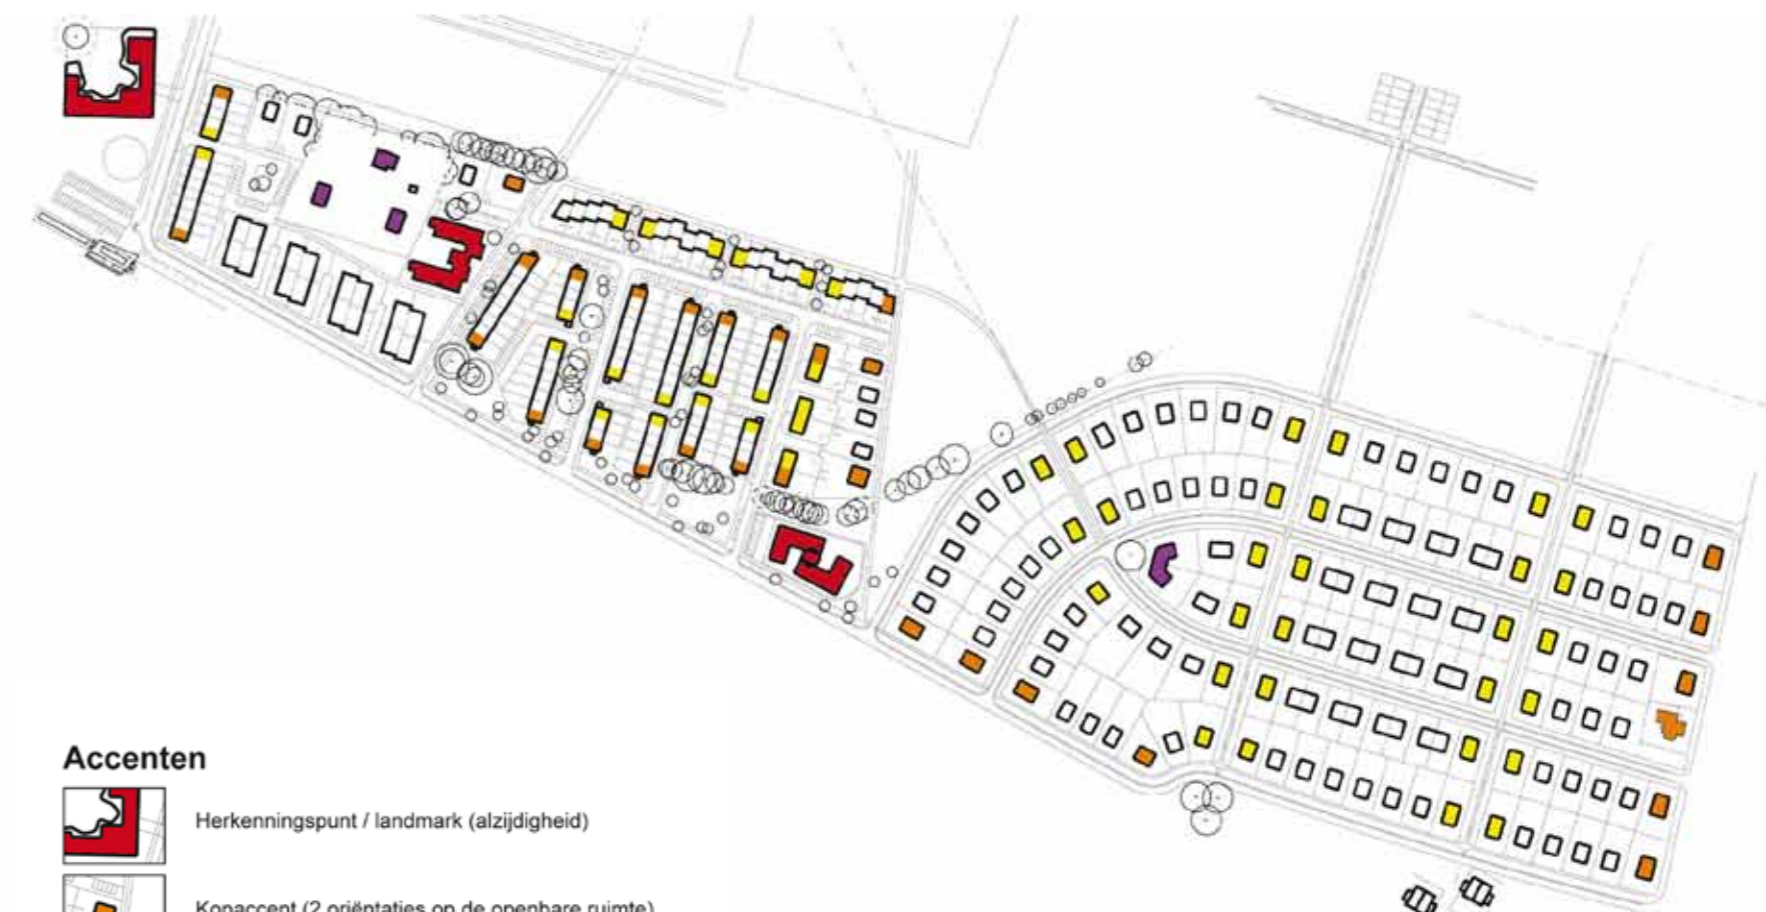 Accenten
Herkenningspunt / landmark (alzijdigheid)
Kopaccent (2 oriëntaties op de openbare ruimte)